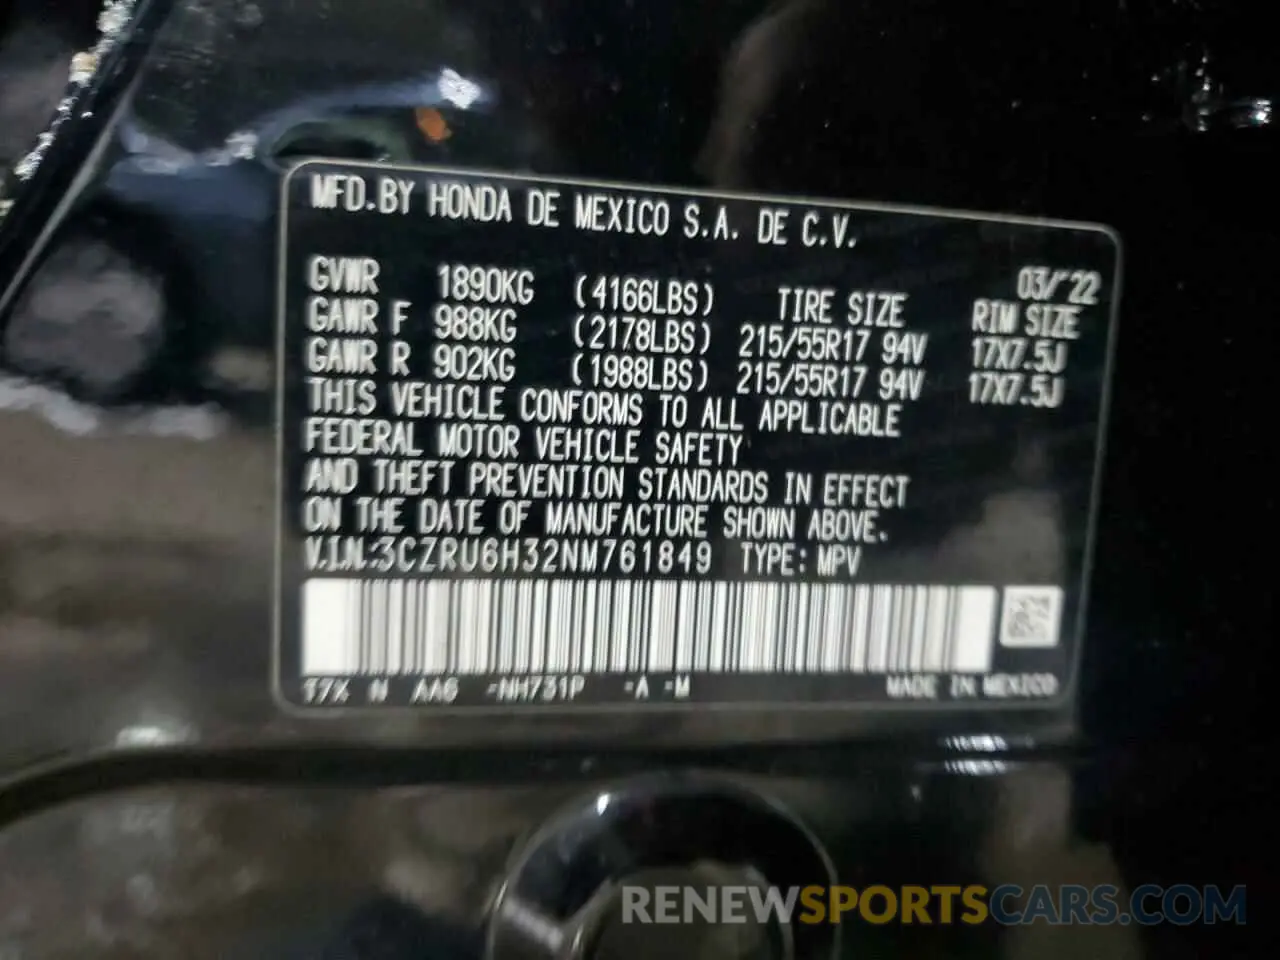 MFD.BY HONDA DE MEXICO S.A. DE C.V.
03/'22
GVWR 1890KG (4166LBS) TIRE SIZE RIM SIZE
GAWR F 988KG (2178LBS) 215/55R17 94V 17X7.5J
GAWR R 902KG (1988LBS) 215/55R17 94V 17X7.5J
THIS VEHICLE CONFORMS TO ALL APPLICABLE
FEDERAL MOTOR VEHICLE SAFETY
AND THEFT PREVENTION STANDARDS IN EFFECT
ON THE DATE OF MANUFACTURE SHOWN ABOVE.
V.I.N.:3CZRU6H32NM761849 TYPE: MPV
T7X N AA6 -NH731P -A -M MADE IN MEXICO
RENEWSPORTSCARS.COM